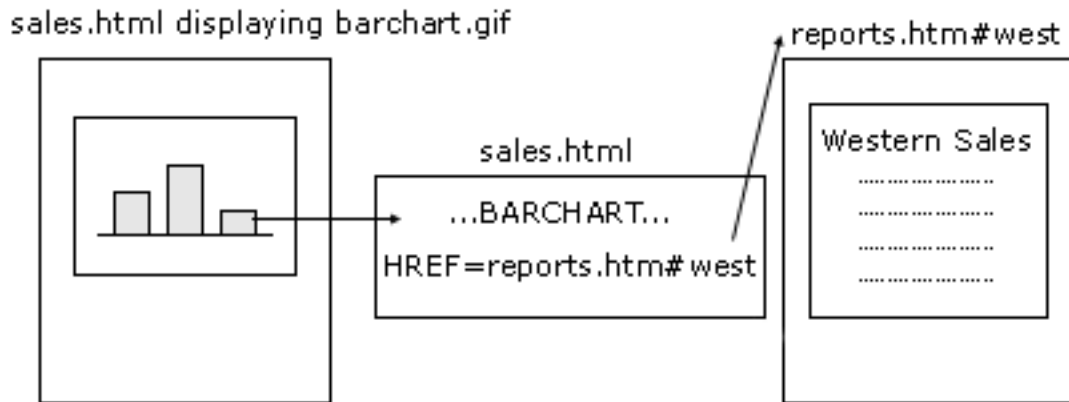 sales.html displaying barchart.gif
sales.html
...BARCHART...
HREF=reports.htm#west
reports.htm#west
Western Sales
....................
....................
....................
....................